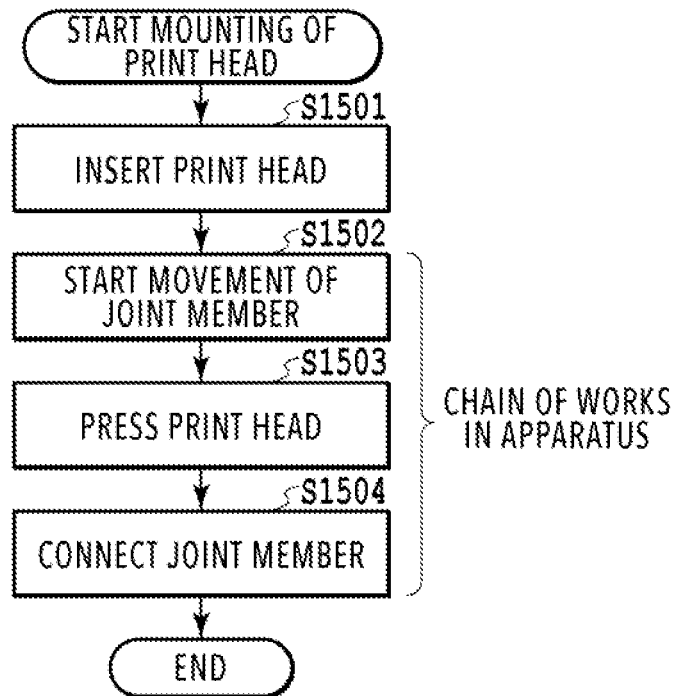 START MOUNTING OF
PRINT HEAD
S1501
INSERT PRINT HEAD
S1502
START MOVEMENT OF
JOINT MEMBER
S1503
PRESS PRINT HEAD
CHAIN OF WORKS
IN APPARATUS
S1504
CONNECT JOINT MEMBER
END